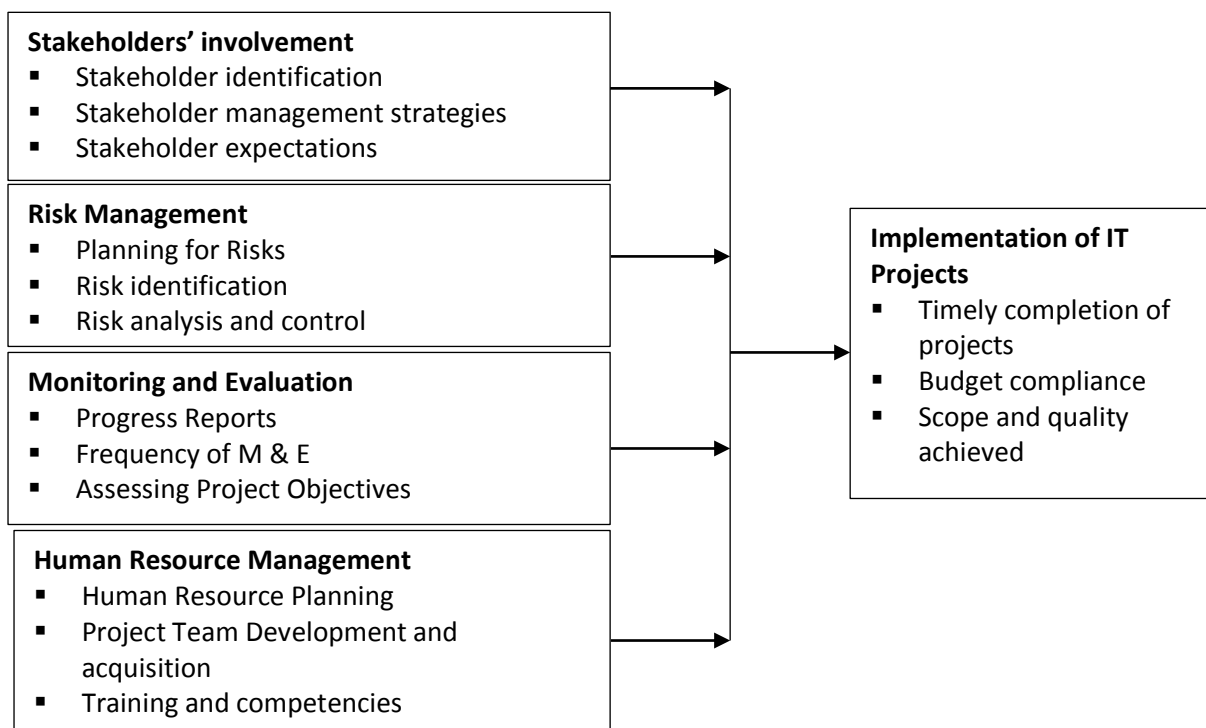 Stakeholders’ involvement
▪ Stakeholder identification
▪ Stakeholder management strategies
▪ Stakeholder expectations
Risk Management
▪ Planning for Risks
▪ Risk identification
▪ Risk analysis and control
Monitoring and Evaluation
▪ Progress Reports
▪ Frequency of M & E
▪ Assessing Project Objectives
Human Resource Management
▪ Human Resource Planning
▪ Project Team Development and
acquisition
▪ Training and competencies
Implementation of IT
Projects
▪ Timely completion of
projects
▪ Budget compliance
▪ Scope and quality
achieved